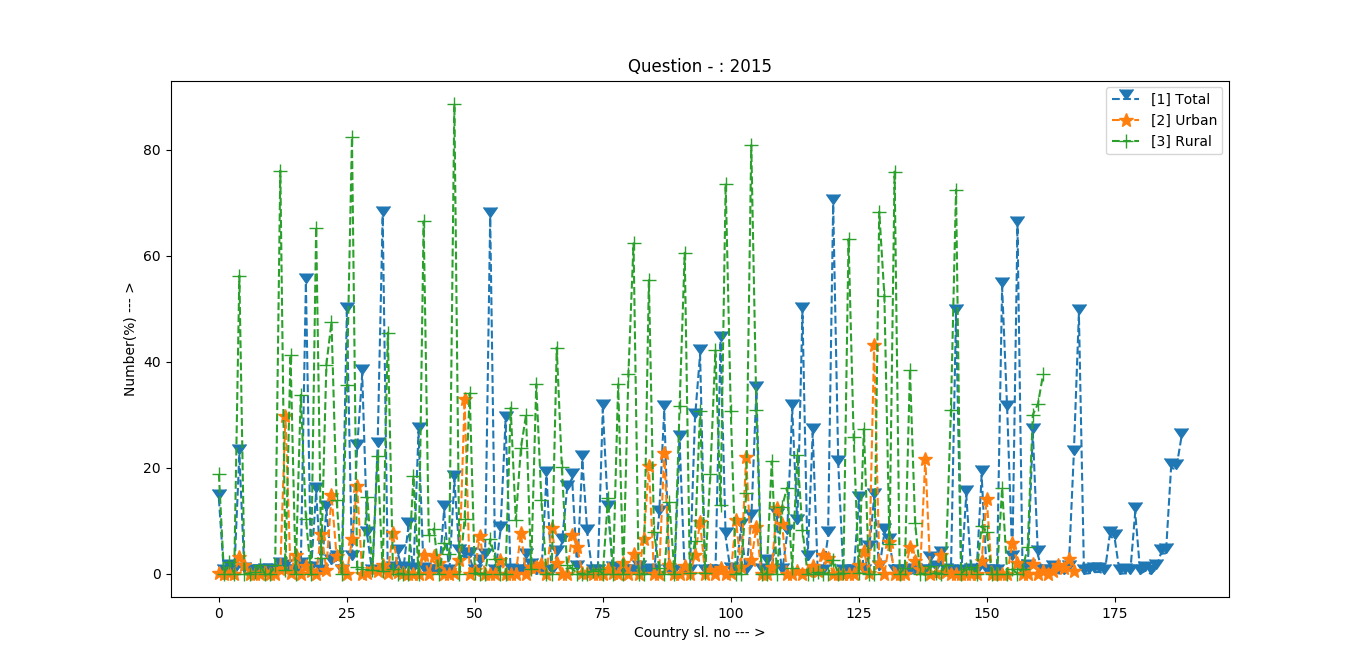 Question - : 2015
[1] Total
[2] Urban
[3] Rural
Number(%) --- >
80
60
40
20
0
0 25 50 75 100 125 150 175
Country sl. no --- >